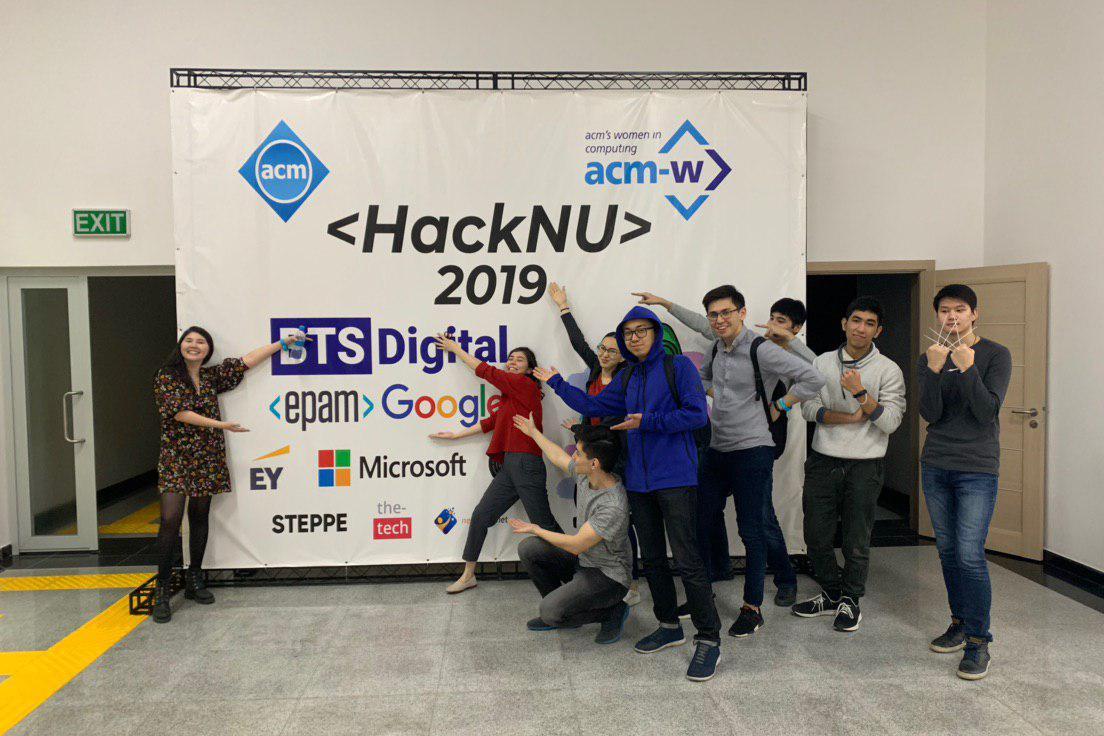 EXIT
acm
acm's women in
computing
acm-w
<HackNU>
2019
BTS Digital
<epam> Google
EY Microsoft
STEPPE
the-
tech